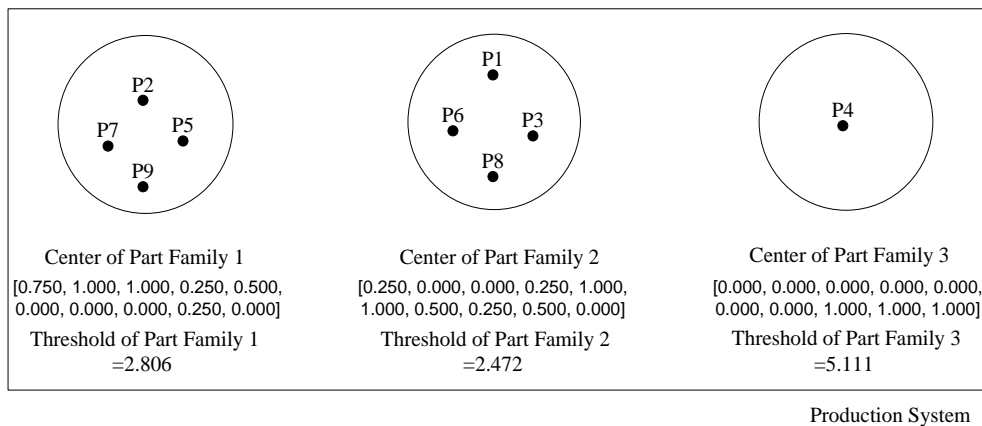 P2
P7
P5
P9
P1
P6
P3
P8
P4
Center of Part Family 1
[0.750, 1.000, 1.000, 0.250, 0.500,
0.000, 0.000, 0.000, 0.250, 0.000]
Threshold of Part Family 1
=2.806
Center of Part Family 2
[0.250, 0.000, 0.000, 0.250, 1.000,
1.000, 0.500, 0.250, 0.500, 0.000]
Threshold of Part Family 2
=2.472
Center of Part Family 3
[0.000, 0.000, 0.000, 0.000, 0.000,
0.000, 0.000, 1.000, 1.000, 1.000]
Threshold of Part Family 3
=5.111
Production System